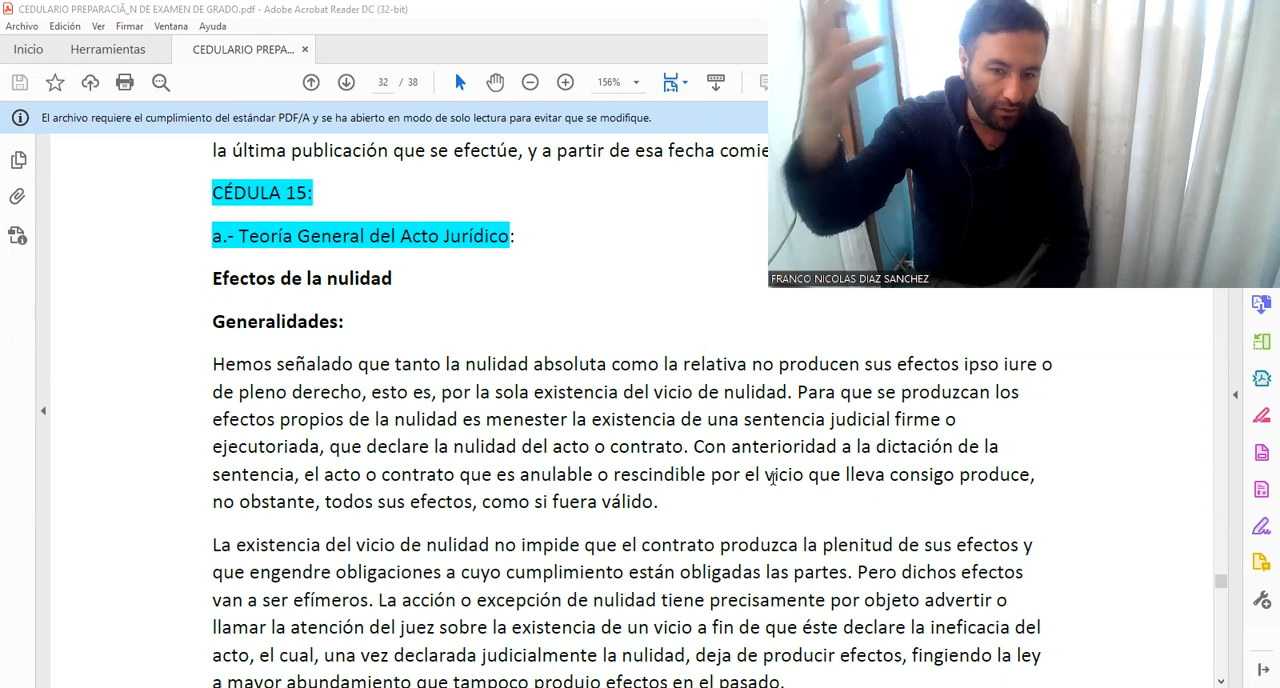 CEDULARIO PREPARACIÃ_N DE EXAMEN DE GRADO.pdf - Adobe Acrobat Reader DC (32-bit)
Archivo Edición Ver Firmar Ventana Ayuda
Inicio Herramientas CEDULARIO PREPA... ×
32 / 38 156%
El archivo requiere el cumplimiento del estándar PDF/A y se ha abierto en modo de solo lectura para evitar que se modifique.
la última publicación que se efectúe, y a partir de esa fecha comie
CÉDULA 15:
a.- Teoría General del Acto Jurídico:
FRANCO NICOLAS DIAZ SANCHEZ
Efectos de la nulidad
Generalidades:
Hemos señalado que tanto la nulidad absoluta como la relativa no producen sus efectos ipso iure o
de pleno derecho, esto es, por la sola existencia del vicio de nulidad. Para que se produzcan los
efectos propios de la nulidad es menester la existencia de una sentencia judicial firme o
ejecutoriada, que declare la nulidad del acto o contrato. Con anterioridad a la dictación de la
sentencia, el acto o contrato que es anulable o rescindible por el vicio que lleva consigo produce,
no obstante, todos sus efectos, como si fuera válido.
La existencia del vicio de nulidad no impide que el contrato produzca la plenitud de sus efectos y
que engendre obligaciones a cuyo cumplimiento están obligadas las partes. Pero dichos efectos
van a ser efímeros. La acción o excepción de nulidad tiene precisamente por objeto advertir o
llamar la atención del juez sobre la existencia de un vicio a fin de que éste declare la ineficacia del
acto, el cual, una vez declarada judicialmente la nulidad, deja de producir efectos, fingiendo la ley
a mayor abundamiento que tampoco produjo efectos en el pasado.